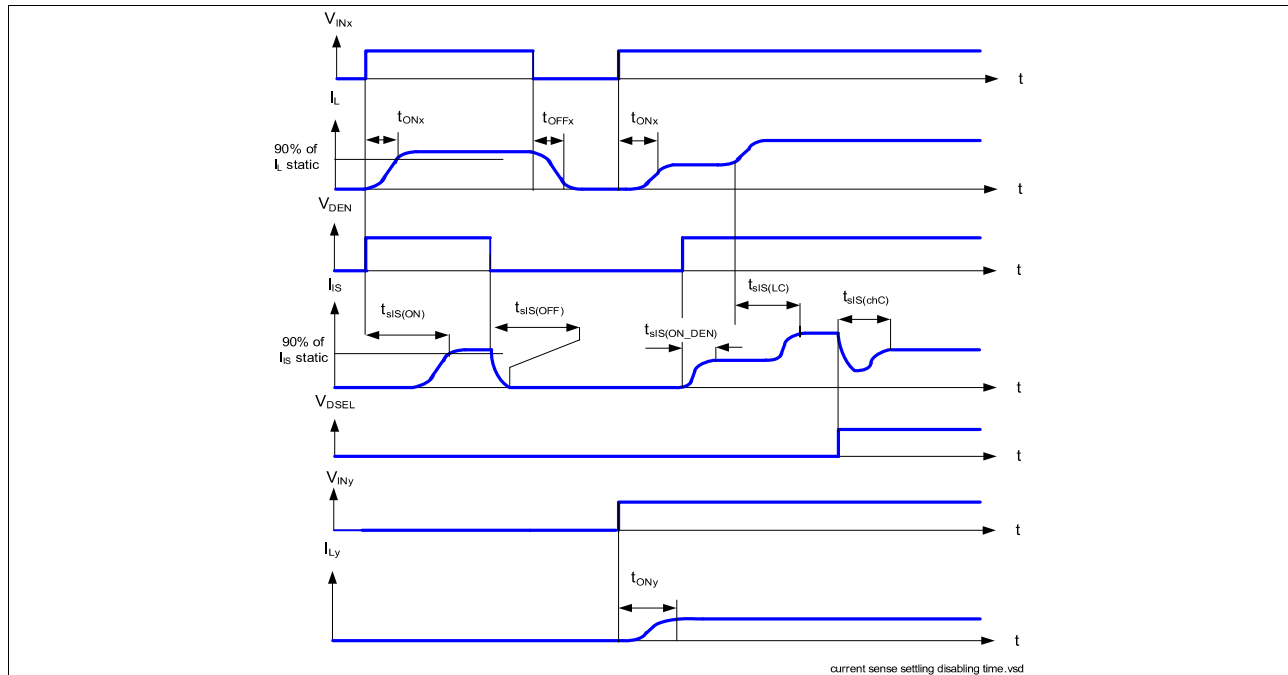 VINx
t
IL
tONx
tOFFx
tONx
90% of
IL static
t
VDEN
t
IIS
tsIS(ON)
tsIS(OFF)
tsIS(LC)
tsIS(chC)
tsIS(ON_DEN)
90% of
IIS static
t
VDSEL
t
VINy
t
ILy
tONy
t
current sense settling disabling time.vsd